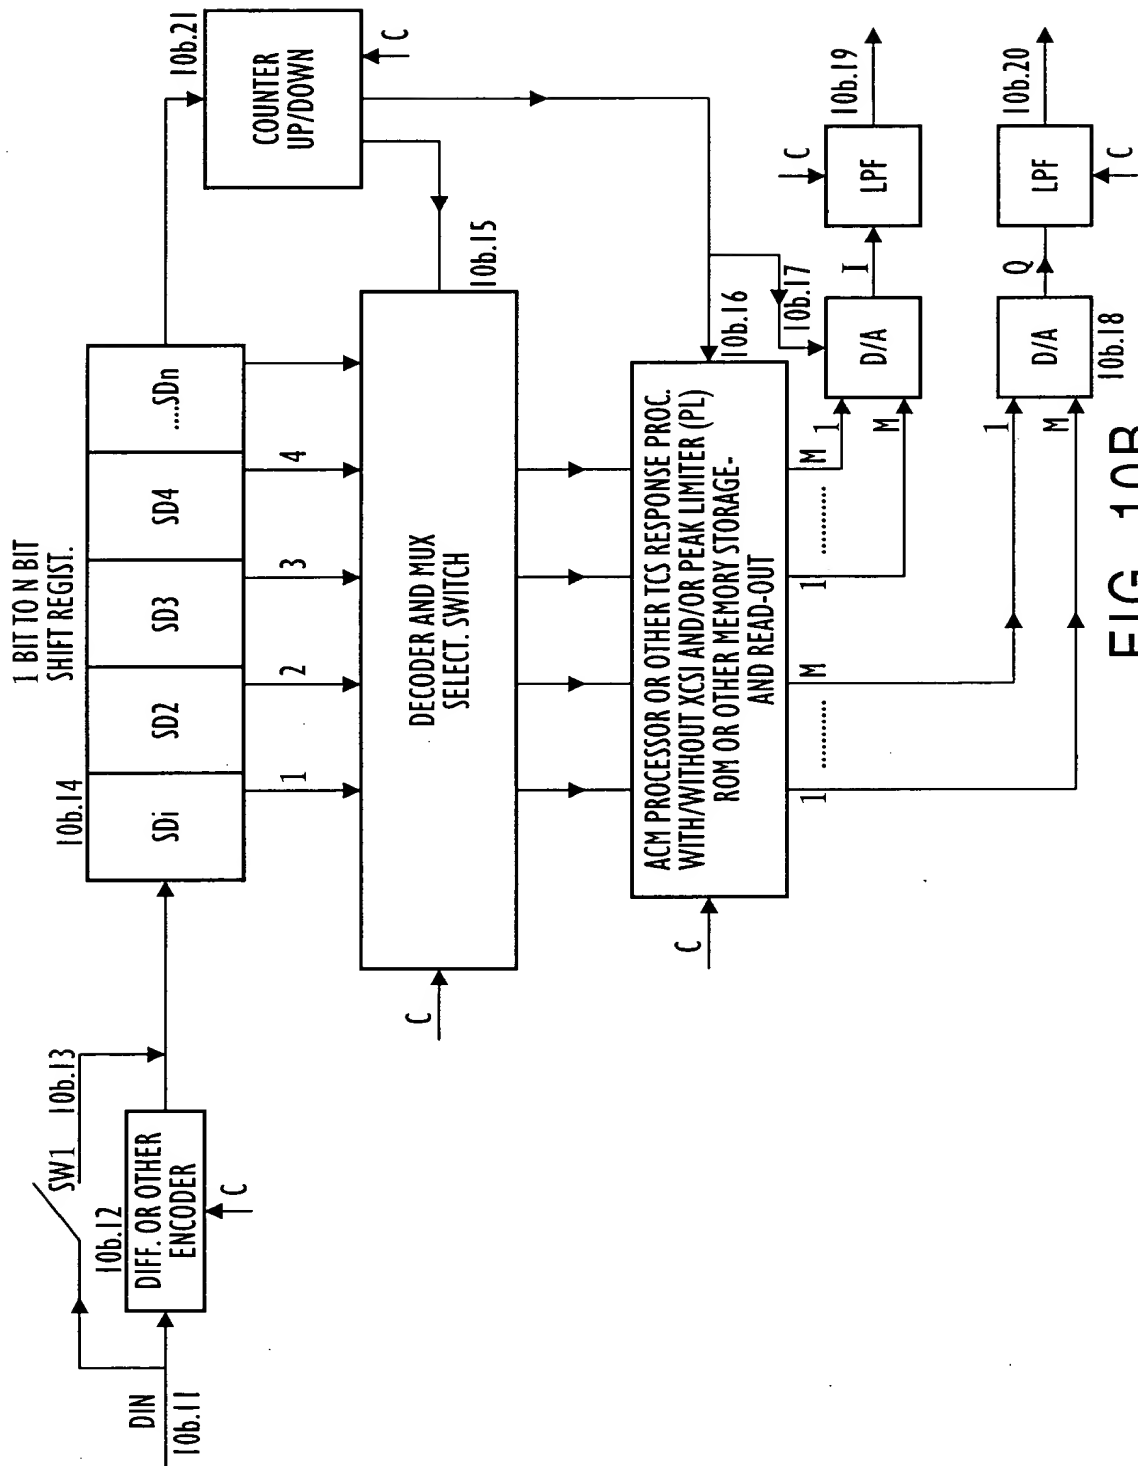 DIN
10b.11
SW1
10b.13
10b.12
DIFF. OR OTHER
ENCODER
C
1 BIT TO N BIT
SHIFT REGIST.
10b.14
SDi
SD2
SD3
SD4
.....SDn
1
2
3
4
10b.21
COUNTER
UP/DOWN
C
10b.15
DECODER AND MUX
SELECT. SWITCH
C
10b.16
ACM PROCESSOR OR OTHER TCS RESPONSE PROC.
WITH/WITHOUT XCSI AND/OR PEAK LIMITER (PL)
ROM OR OTHER MEMORY STORAGE-
AND READ-OUT
C
1 .......... M
1 .......... M
10b.17
1
M
D/A
I
C
LPF
10b.19
1
M
D/A
10b.18
Q
LPF
C
10b.20
FIG. 10B